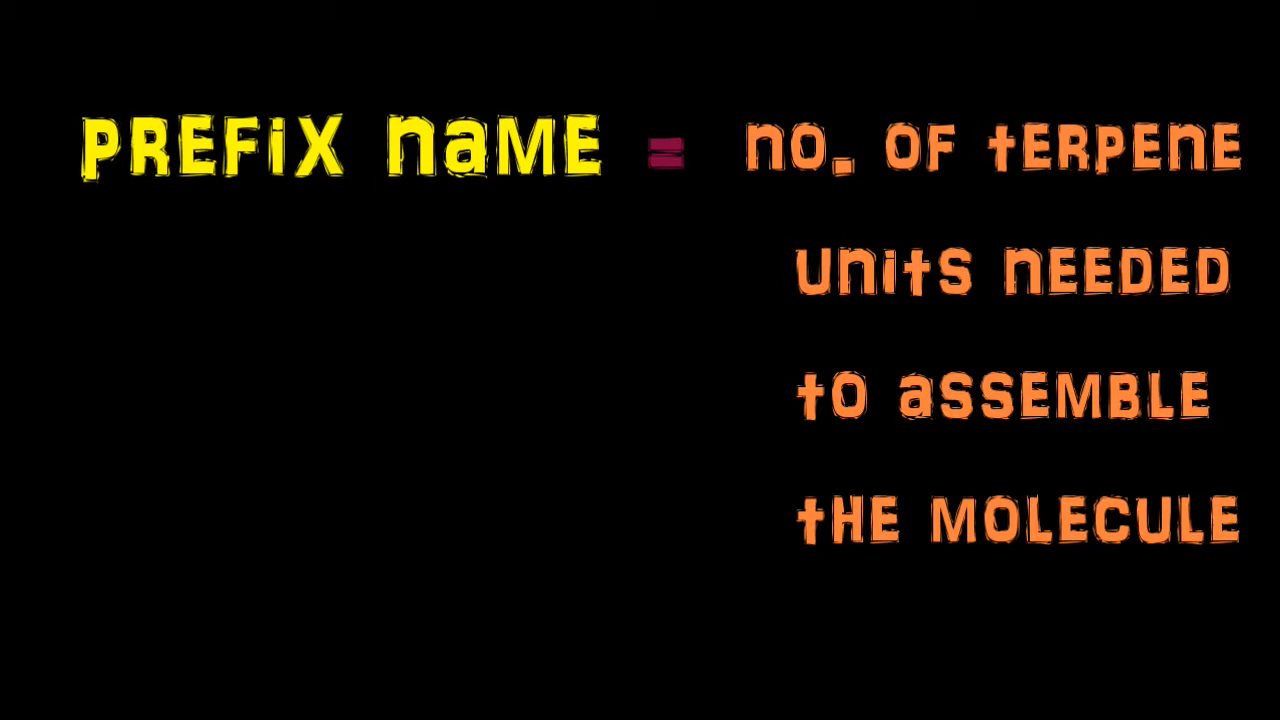 PREFIX NAME = NO. OF TERPENE
UNITS NEEDED
TO ASSEMBLE
THE MOLECULE